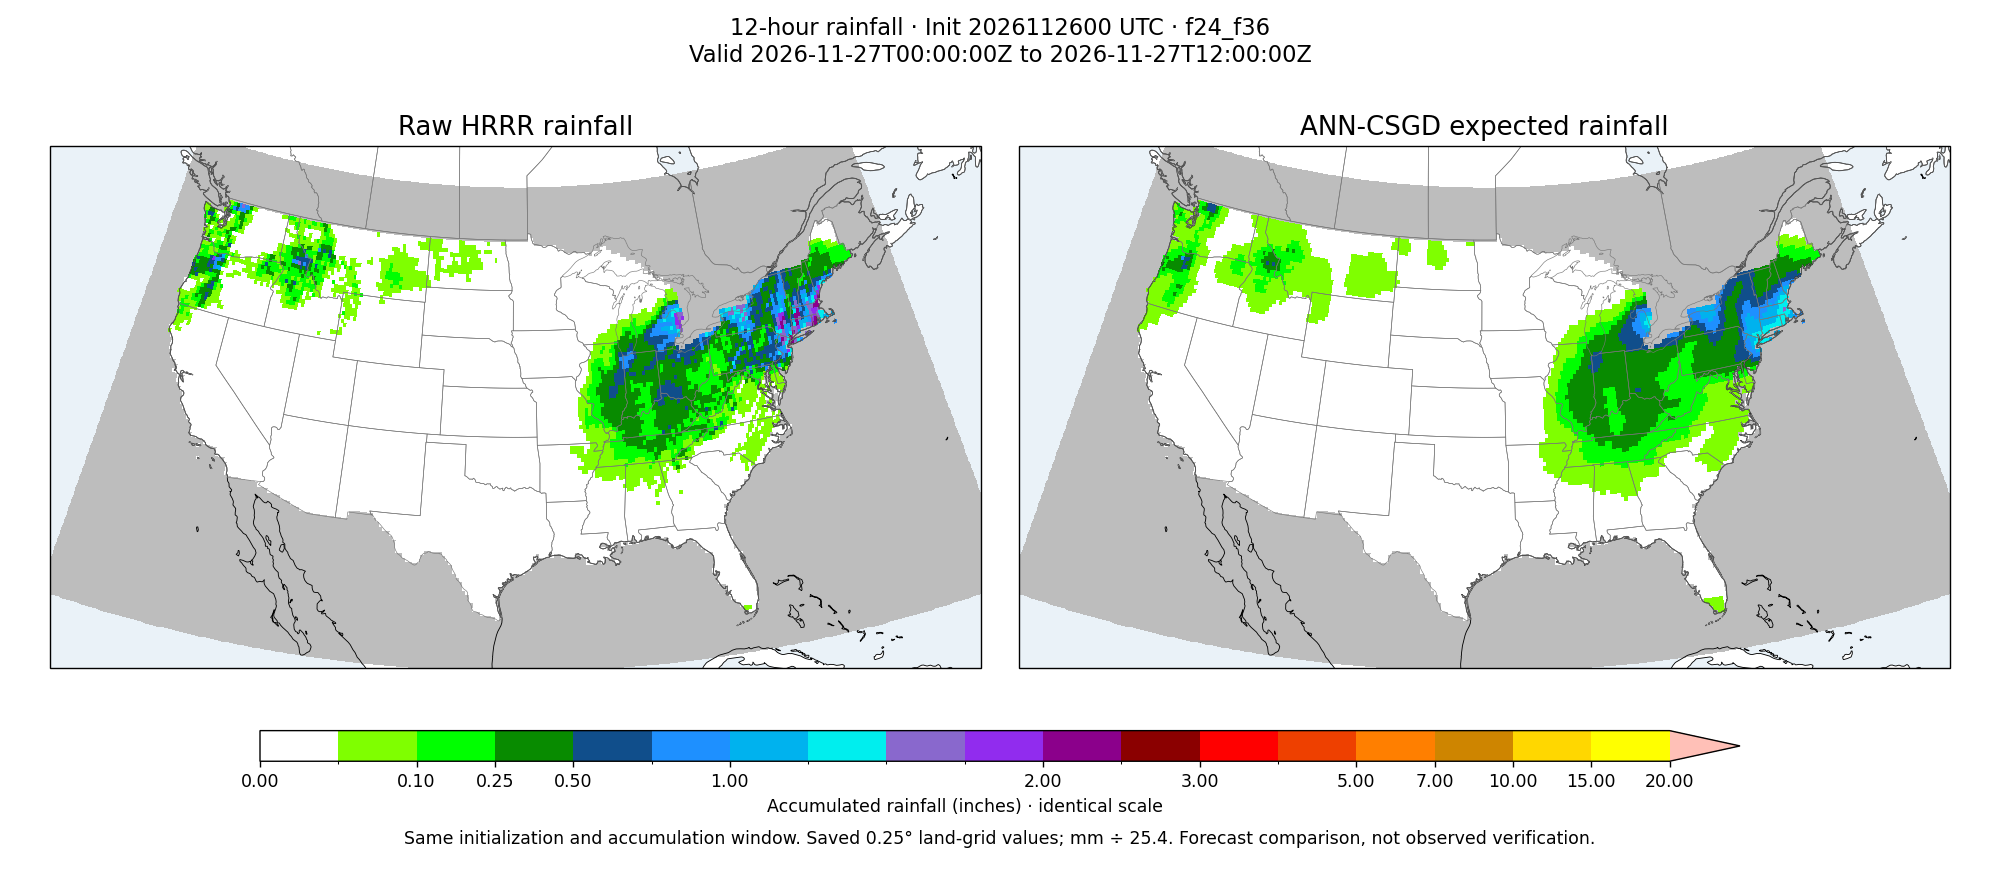 12-hour rainfall · Init 2026112600 UTC · f24_f36
Valid 2026-11-27T00:00:00Z to 2026-11-27T12:00:00Z
Raw HRRR rainfall
ANN-CSGD expected rainfall
0.00 0.10 0.25 0.50 1.00 2.00 3.00 5.00 7.00 10.00 15.00 20.00
Accumulated rainfall (inches) · identical scale
Same initialization and accumulation window. Saved 0.25° land-grid values; mm ÷ 25.4. Forecast comparison, not observed verification.